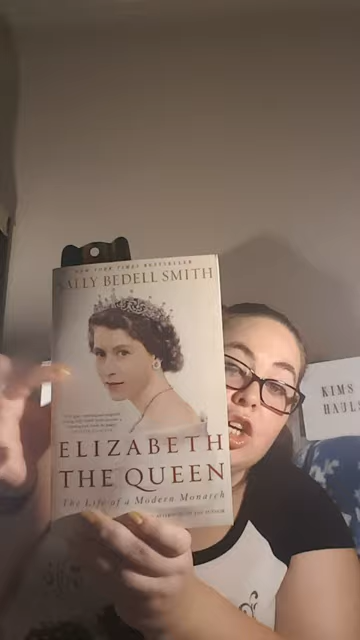 NEW YORK TIMES BESTSELLER
SALLY BEDELL SMITH
ELIZABETH
THE QUEEN
The Life of a Modern Monarch
KIMS
HAULS